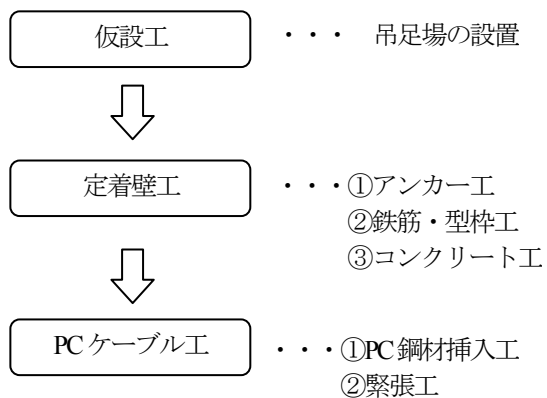 仮設工 ・・・ 吊足場の設置
定着壁工 ・・・①アンカー工
②鉄筋・型枠工
③コンクリート工
PCケーブル工 ・・・①PC鋼材挿入工
②緊張工